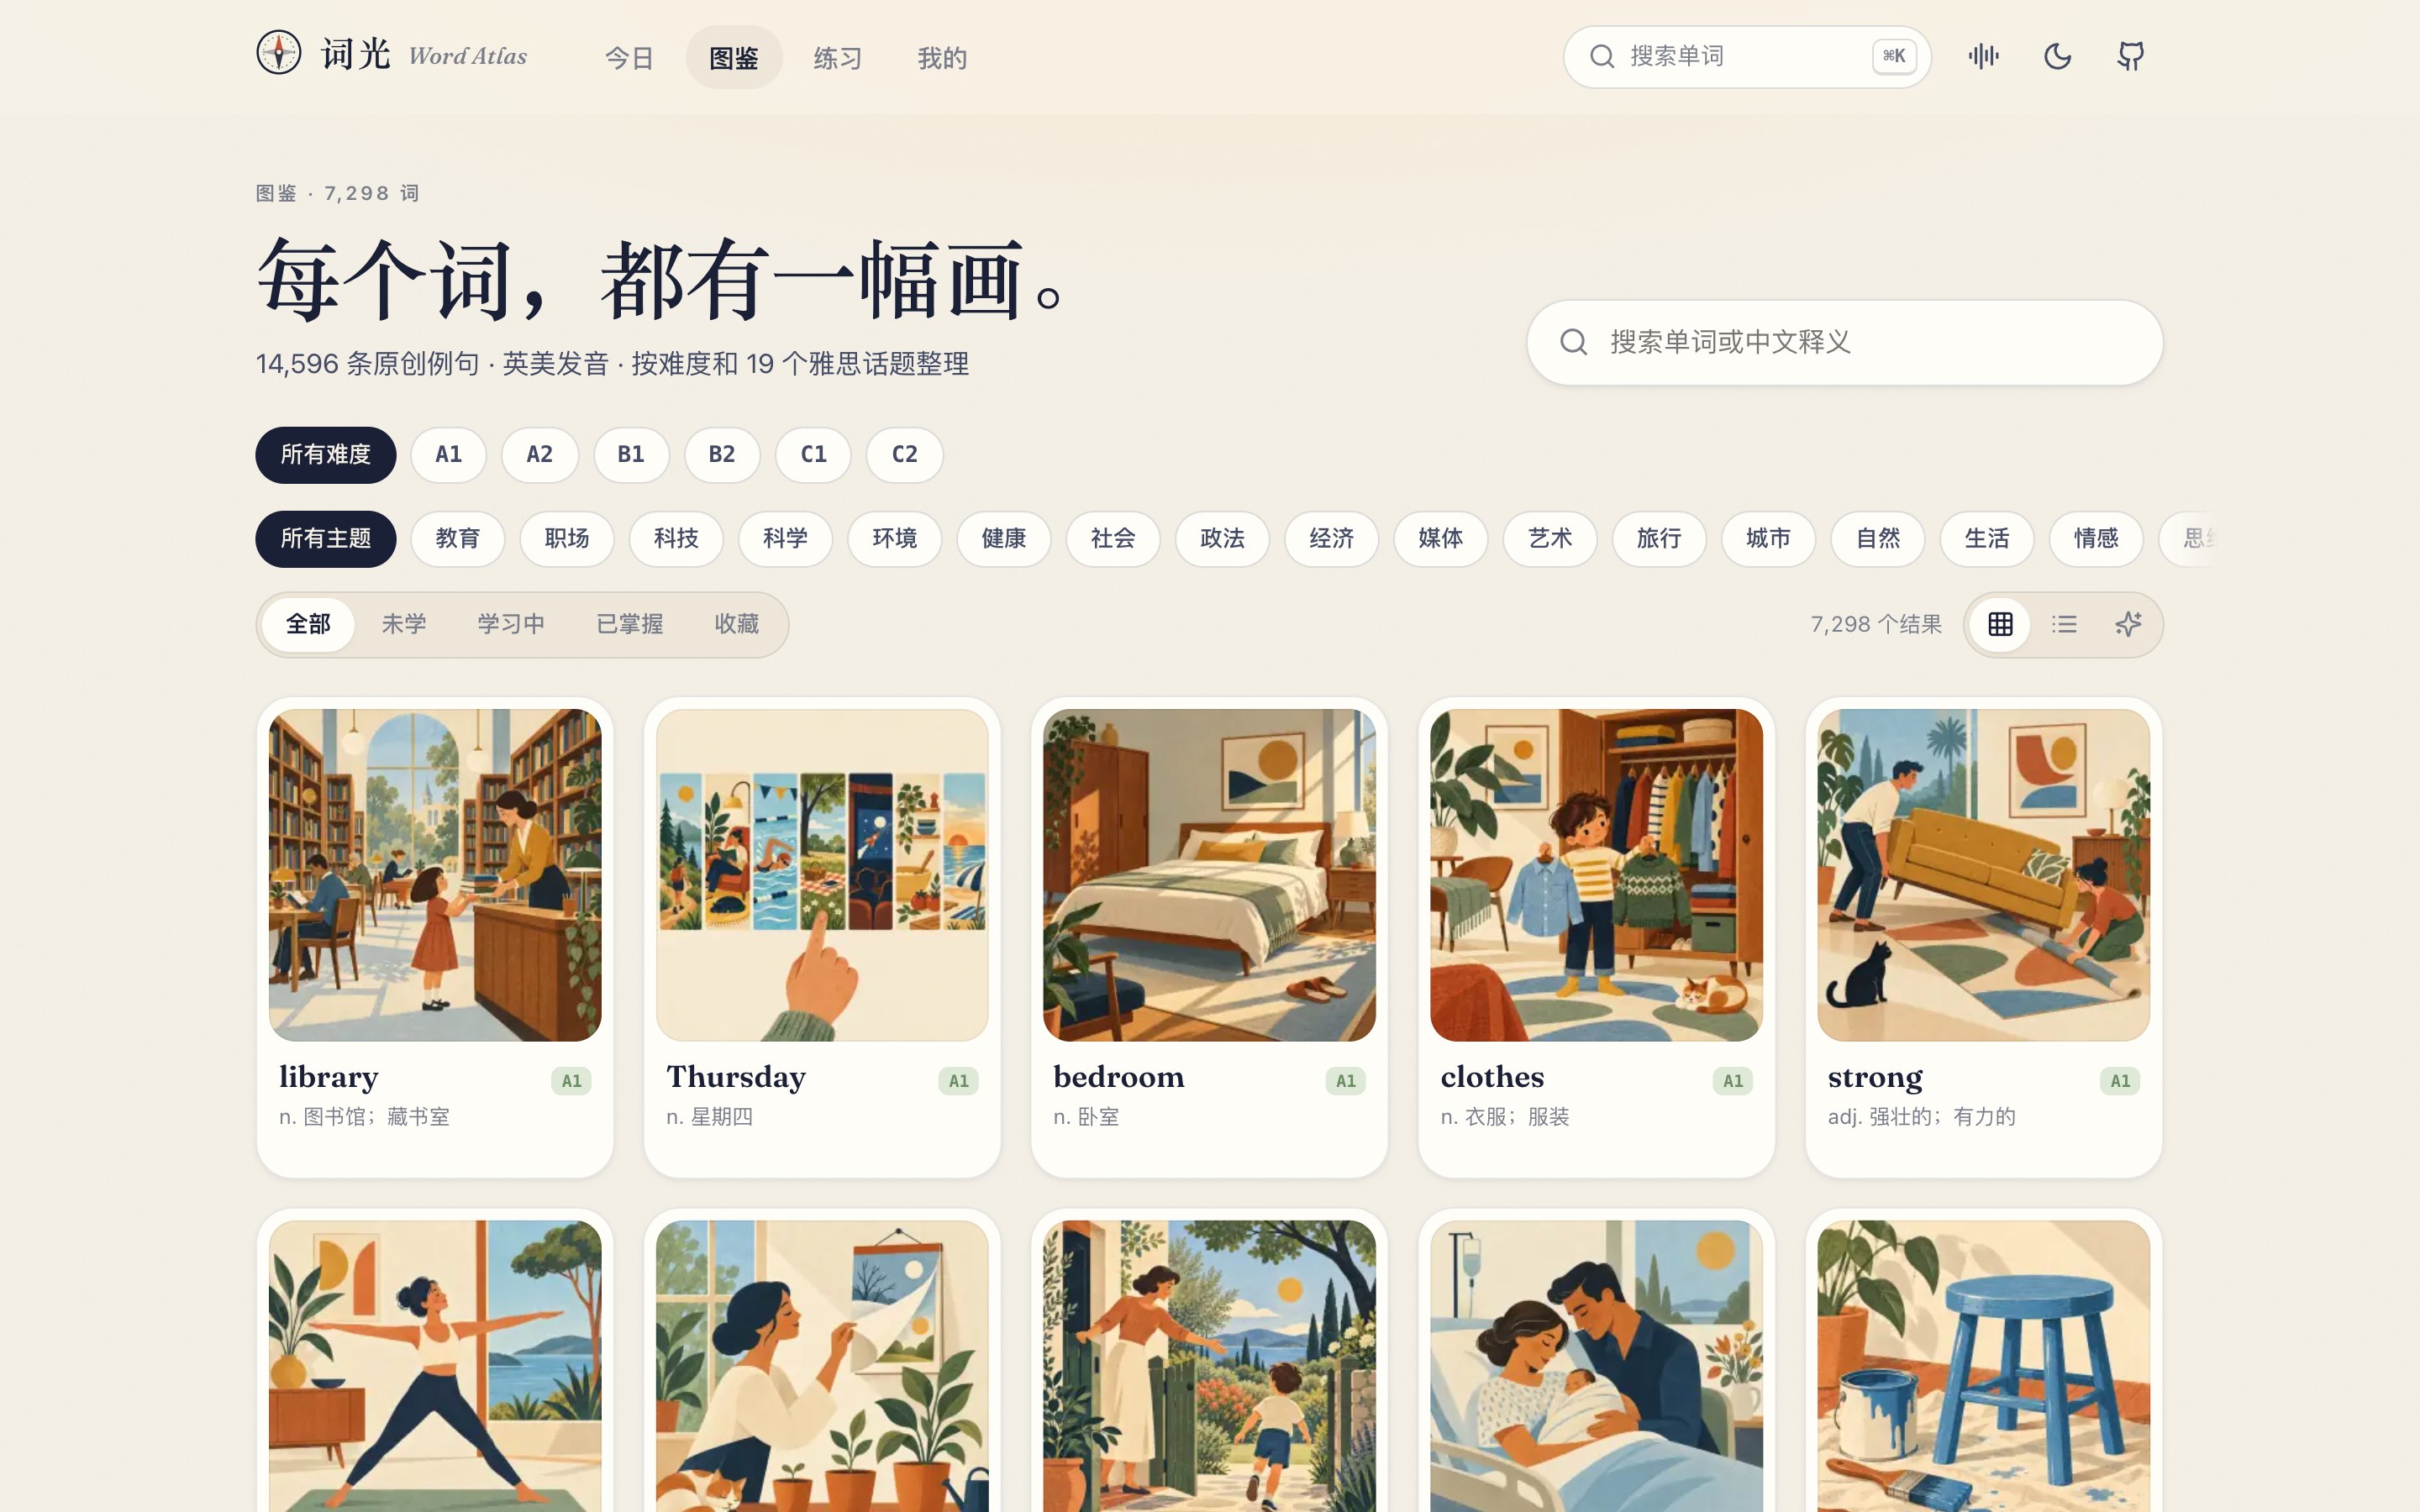 词光 Word Atlas 今日 图鉴 练习 我的 搜索单词 ⌘K
图鉴 · 7,298 词
每个词，都有一幅画。
14,596 条原创例句 · 英美发音 · 按难度和 19 个雅思话题整理
搜索单词或中文释义
所有难度 A1 A2 B1 B2 C1 C2
所有主题 教育 职场 科技 科学 环境 健康 社会 政法 经济 媒体 艺术 旅行 城市 自然 生活 情感 思
全部 未学 学习中 已掌握 收藏 7,298 个结果
library A1 Thursday A1 bedroom A1 clothes A1 strong A1
n. 图书馆；藏书室 n. 星期四 n. 卧室 n. 衣服；服装 adj. 强壮的；有力的